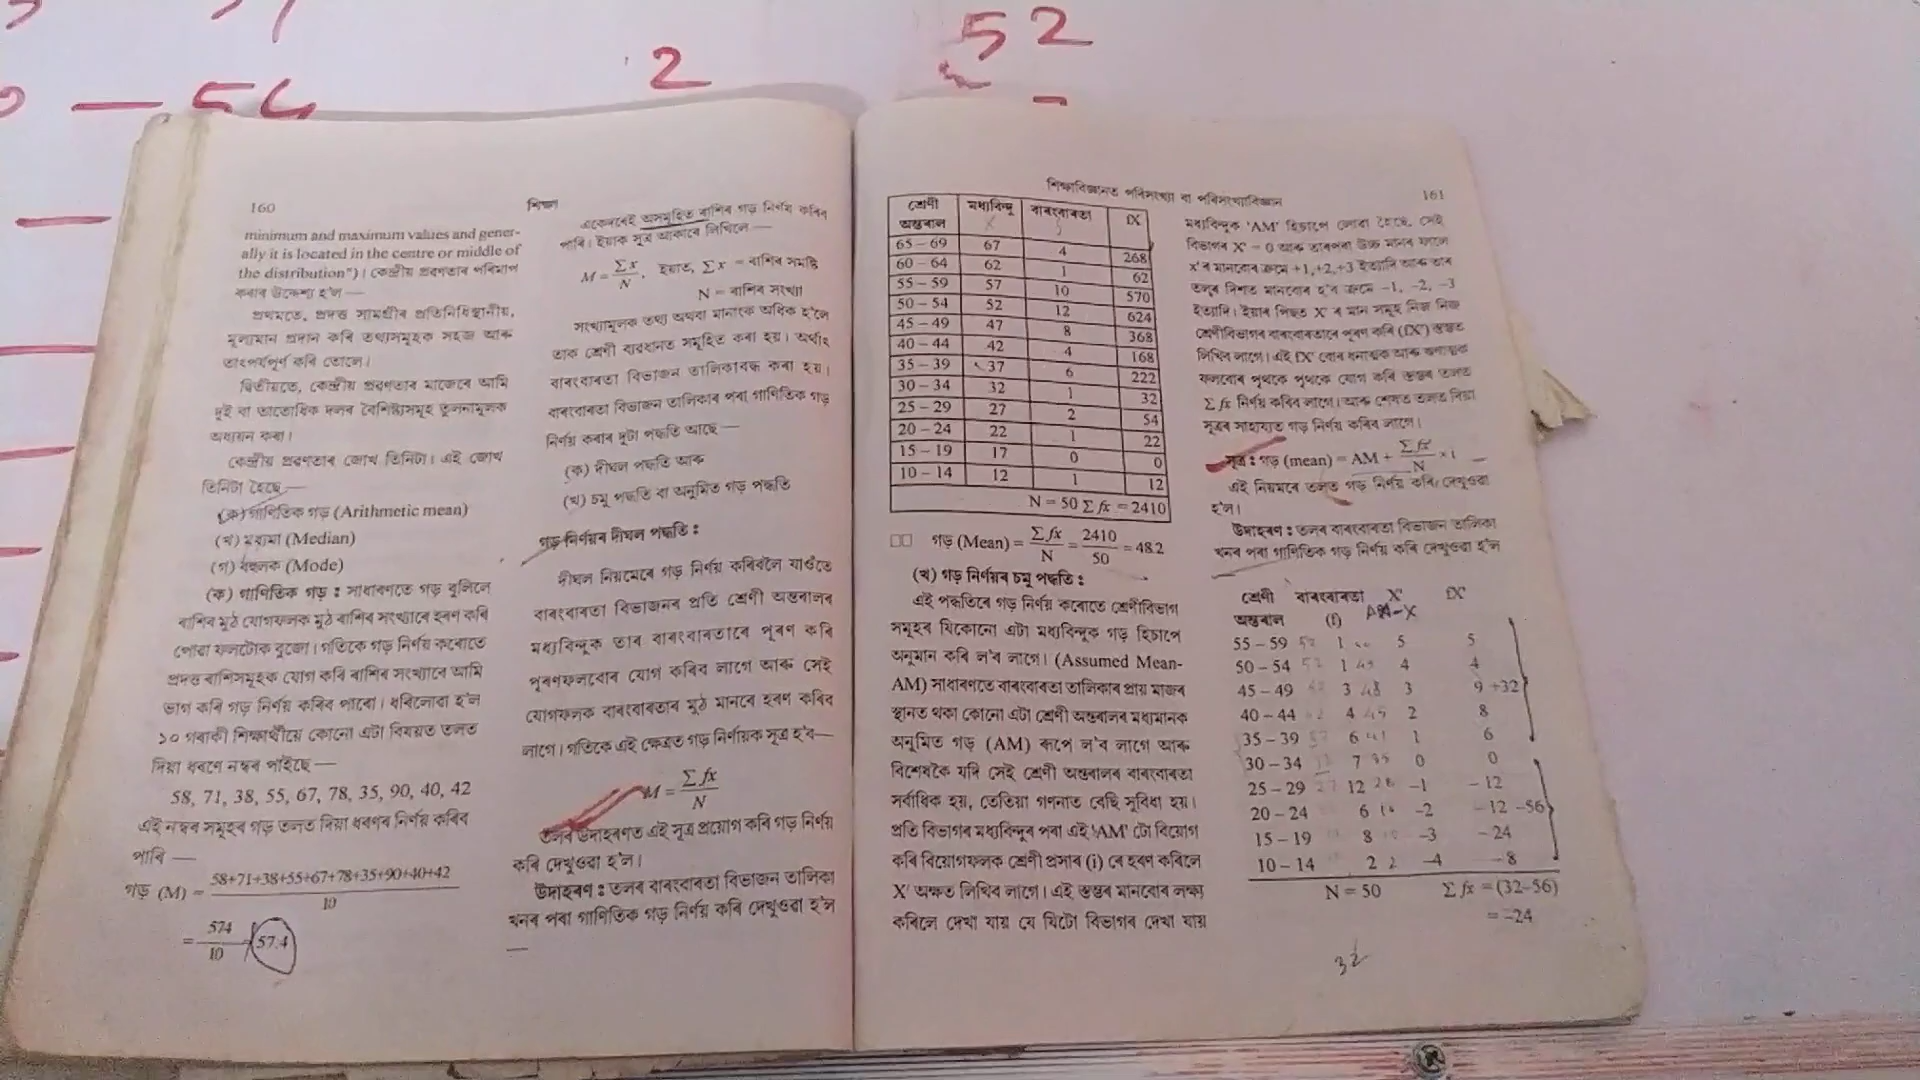 52
2
54
160
শিক্ষা
minimum and maximum values and gener-
ally it is located in the centre or middle of
the distribution")। কেন্দ্ৰীয় প্ৰৱণতাৰ পৰিমাপ
কৰাৰ উদ্দেশ্য হ'ল —
প্ৰথমতে, প্ৰদত্ত সামগ্ৰীৰ প্ৰতিনিধিস্থানীয়,
মূল্যমান প্ৰদান কৰি তথ্যসমূহক সহজ আৰু
তাৎপৰ্যপূৰ্ণ কৰি তোলে।
দ্বিতীয়তে, কেন্দ্ৰীয় প্ৰৱণতাৰ মাজেৰে আমি
দুই বা ততোধিক দলৰ বৈশিষ্ট্যসমূহ তুলনামূলক
অধ্যয়ন কৰা।
কেন্দ্ৰীয় প্ৰৱণতাৰ জোখ তিনিটা। এই জোখ
তিনিটা হৈছে—
(ক) গাণিতিক গড় (Arithmetic mean)
(খ) মধ্যমা (Median)
(গ) বহুলক (Mode)
(ক) গাণিতিক গড় : সাধাৰণতে গড় বুলিলে
ৰাশিৰ মুঠ যোগফলক মুঠ ৰাশিৰ সংখ্যাৰে হৰণ কৰি
পোৱা ফলটোক বুজো। গতিকে গড় নিৰ্ণয় কৰোতে
প্ৰদত্ত ৰাশিসমূহক যোগ কৰি ৰাশিৰ সংখ্যাৰে আমি
ভাগ কৰি গড় নিৰ্ণয় কৰিব পাৰো। ধৰিলোৱা হ'ল
১০ গৰাকী শিক্ষাৰ্থীয়ে কোনো এটা বিষয়ত তলত
দিয়া ধৰণে নম্বৰ পাইছে—
58, 71, 38, 55, 67, 78, 35, 90, 40, 42
এই নম্বৰ সমূহৰ গড় তলত দিয়া ধৰণৰ নিৰ্ণয় কৰিব
পাৰি —
গড় (M) = 58+71+38+55+67+78+35+90+40+42
10
= 574
10
57.4
একেদৰেই অসমূহিত ৰাশিৰ গড় নিৰ্ণয় কৰিব
পাৰি। ইয়াক সূত্ৰ আকাৰে লিখিলে —
M = Σx/N, ইয়াত, Σx = ৰাশিৰ সমষ্টি
N = ৰাশিৰ সংখ্যা
সংখ্যামূলক তথ্য অথবা মানাংক অধিক হ'লে
তাক শ্ৰেণী ব্যৱধানত সমূহিত কৰা হয়। অৰ্থাৎ
বাৰংবাৰতা বিভাজন তালিকাবদ্ধ কৰা হয়।
বাৰংবাৰতা বিভাজন তালিকাৰ পৰা গাণিতিক গড়
নিৰ্ণয় কৰাৰ দুটা পদ্ধতি আছে—
(ক) দীঘল পদ্ধতি আৰু
(খ) চমু পদ্ধতি বা অনুমিত গড় পদ্ধতি
গড় নিৰ্ণয়ৰ দীঘল পদ্ধতি :
দীঘল নিয়মেৰে গড় নিৰ্ণয় কৰিবলৈ যাওঁতে
বাৰংবাৰতা বিভাজনৰ প্ৰতি শ্ৰেণী অন্তৰালৰ
মধ্যবিন্দুক তাৰ বাৰংবাৰতাৰে পূৰণ কৰি
পূৰণফলবোৰ যোগ কৰিব লাগে আৰু সেই
যোগফলক বাৰংবাৰতাৰ মুঠ মানৰে হৰণ কৰিব
লাগে। গতিকে এই ক্ষেত্ৰত গড় নিৰ্ণায়ক সূত্ৰ হ'ব—
M = Σfx
N
তলৰ উদাহৰণত এই সূত্ৰ প্ৰয়োগ কৰি গড় নিৰ্ণয়
কৰি দেখুওৱা হ'ল।
উদাহৰণ : তলৰ বাৰংবাৰতা বিভাজন তালিকা
খনৰ পৰা গাণিতিক গড় নিৰ্ণয় কৰি দেখুওৱা হ'ল
—
শিক্ষাবিজ্ঞানত পৰিসংখ্যা বা পৰিসংখ্যাবিজ্ঞান
161
শ্ৰেণী মধ্যবিন্দু বাৰংবাৰতা fX
অন্তৰাল X f
65 – 69 67 4 268
60 – 64 62 1 62
55 – 59 57 10 570
50 – 54 52 12 624
45 – 49 47 8 368
40 – 44 42 4 168
35 – 39 37 6 222
30 – 34 32 1 32
25 – 29 27 2 54
20 – 24 22 1 22
15 – 19 17 0 0
10 – 14 12 1 12
N = 50 Σfx = 2410
গড় (Mean) = Σfx/N = 2410/50 = 48.2
(খ) গড় নিৰ্ণয়ৰ চমু পদ্ধতি :
এই পদ্ধতিৰে গড় নিৰ্ণয় কৰোতে শ্ৰেণীবিভাগ
সমূহৰ যিকোনো এটা মধ্যবিন্দুক গড় হিচাপে
অনুমান কৰি ল'ব লাগে। (Assumed Mean-
AM) সাধাৰণতে বাৰংবাৰতা তালিকাৰ প্ৰায় মাজৰ
স্থানত থকা কোনো এটা শ্ৰেণী অন্তৰালৰ মধ্যমানক
অনুমিত গড় (AM) ৰূপে ল'ব লাগে আৰু
বিশেষকৈ যদি সেই শ্ৰেণী অন্তৰালৰ বাৰংবাৰতা
সৰ্বাধিক হয়, তেতিয়া গণনাত বেছি সুবিধা হয়।
প্ৰতি বিভাগৰ মধ্যবিন্দুৰ পৰা এই 'AM' টো বিয়োগ
কৰি বিয়োগফলক শ্ৰেণী প্ৰসাৰ (i) ৰে হৰণ কৰিলে
X' অক্ষত লিখিব লাগে। এই স্তম্ভৰ মানবোৰ লক্ষ্য
কৰিলে দেখা যায় যে যিটো বিভাগৰ দেখা যায়
মধ্যবিন্দুক 'AM' হিচাপে লোৱা হৈছে, সেই
বিভাগৰ X' = 0 আৰু তাৰপৰা উচ্চ মানৰ ফালে
x'ৰ মানবোৰ ক্ৰমে +1,+2,+3 ইত্যাদি আৰু তাৰ
তলৰ দিশত মানবোৰ হ'ব ক্ৰমে –1, –2, –3
ইত্যাদি। ইয়াৰ পিছত X' ৰ মান সমূহ নিজ নিজ
শ্ৰেণীবিভাগৰ বাৰংবাৰতাৰে পূৰণ কৰি (fX') স্তম্ভত
লিখিব লাগে। এই fX' বোৰ ধনাত্মক আৰু ঋণাত্মক
ফলবোৰ পৃথকে পৃথকে যোগ কৰি স্তম্ভৰ তলত
Σfx নিৰ্ণয় কৰিব লাগে। আৰু শেষত তলত দিয়া
সূত্ৰৰ সাহায্যত গড় নিৰ্ণয় কৰিব লাগে।
সূত্ৰ : গড় (mean) = AM + Σfx'/N × i
এই নিয়মৰে তলত গড় নিৰ্ণয় কৰি দেখুওৱা
হ'ল।
উদাহৰণ : তলৰ বাৰংবাৰতা বিভাজন তালিকা
খনৰ পৰা গাণিতিক গড় নিৰ্ণয় কৰি দেখুওৱা হ'ল
শ্ৰেণী বাৰংবাৰতা X' fX'
অন্তৰাল (f) AM-X
55 – 59 1 5 5
50 – 54 1 4 4
45 – 49 3 3 9 +32
40 – 44 4 2 8
35 – 39 6 1 6
30 – 34 7 0 0
25 – 29 12 –1 – 12
20 – 24 6 –2 – 12 –56
15 – 19 8 –3 – 24
10 – 14 2 –4 – 8
N = 50 Σfx = (32–56)
= –24
32